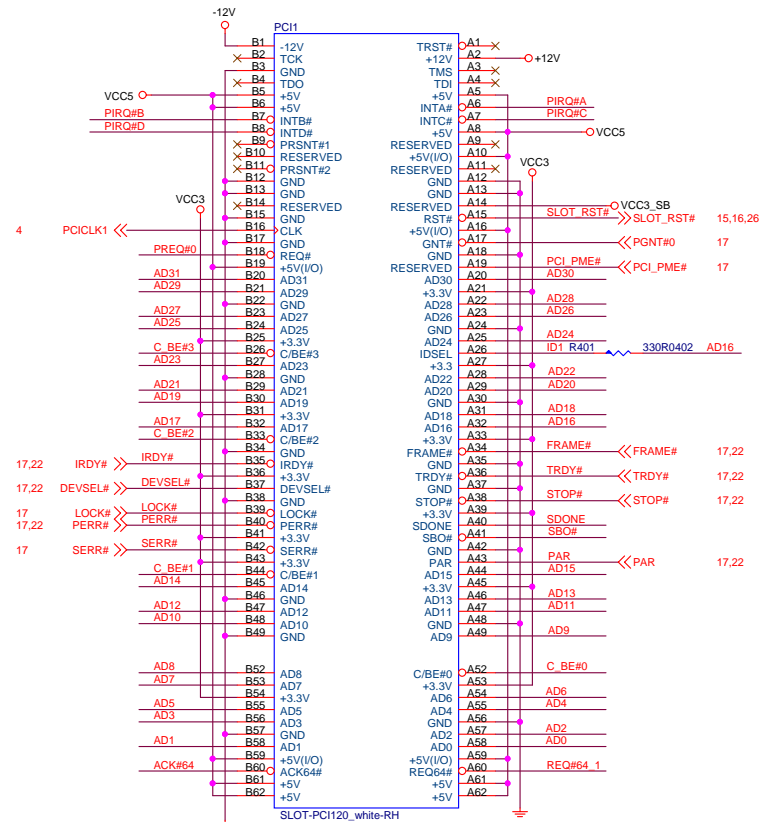 -12V
PCI1
B1 -12V TRST# A1
B2 TCK +12V A2 +12V
B3 GND TMS A3
B4 TDO TDI A4
VCC5 B5 +5V +5V A5
B6 +5V INTA# A6 PIRQ#A
PIRQ#B B7 INTB# INTC# A7 PIRQ#C
PIRQ#D B8 INTD# +5V A8 VCC5
B9 PRSNT#1 RESERVED A9
B10 RESERVED +5V(I/O) A10
B11 PRSNT#2 RESERVED A11 VCC3
B12 GND GND A12
B13 GND GND A13
VCC3 B14 RESERVED RESERVED A14 VCC3_SB
B15 GND RST# A15 SLOT_RST# SLOT_RST# 15,16,26
4 PCICLK1 B16 CLK +5V(I/O) A16
B17 GND GNT# A17 PGNT#0 17
PREQ#0 B18 REQ# GND A18
B19 +5V(I/O) RESERVED A19 PCI_PME# PCI_PME# 17
AD31 B20 AD31 AD30 A20 AD30
AD29 B21 AD29 +3.3V A21
B22 GND AD28 A22 AD28
AD27 B23 AD27 AD26 A23 AD26
AD25 B24 AD25 GND A24
B25 +3.3V AD24 A25 AD24
C_BE#3 B26 C/BE#3 IDSEL A26 ID1 R401 330R0402 AD16
AD23 B27 AD23 +3.3 A27
B28 GND AD22 A28 AD22
AD21 B29 AD21 AD20 A29 AD20
AD19 B30 AD19 GND A30
B31 +3.3V AD18 A31 AD18
AD17 B32 AD17 AD16 A32 AD16
C_BE#2 B33 C/BE#2 +3.3V A33
B34 GND FRAME# A34 FRAME# FRAME# 17,22
17,22 IRDY# IRDY# B35 IRDY# GND A35
B36 +3.3V TRDY# A36 TRDY# TRDY# 17,22
17,22 DEVSEL# DEVSEL# B37 DEVSEL# GND A37
B38 GND STOP# A38 STOP# STOP# 17,22
17 LOCK# LOCK# B39 LOCK# +3.3V A39
17,22 PERR# PERR# B40 PERR# SDONE A40 SDONE
B41 +3.3V SBO# A41 SBO#
17 SERR# SERR# B42 SERR# GND A42
B43 +3.3V PAR A43 PAR PAR 17,22
C_BE#1 B44 C/BE#1 AD15 A44 AD15
AD14 B45 AD14 +3.3V A45
B46 GND AD13 A46 AD13
AD12 B47 AD12 AD11 A47 AD11
AD10 B48 AD10 GND A48
B49 GND AD9 A49 AD9
AD8 B52 AD8 C/BE#0 A52 C_BE#0
AD7 B53 AD7 +3.3V A53
B54 +3.3V AD6 A54 AD6
AD5 B55 AD5 AD4 A55 AD4
AD3 B56 AD3 GND A56
B57 GND AD2 A57 AD2
AD1 B58 AD1 AD0 A58 AD0
B59 +5V(I/O) +5V(I/O) A59
ACK#64 B60 ACK64# REQ64# A60 REQ#64_1
B61 +5V +5V A61
B62 +5V +5V A62
SLOT-PCI120_white-RH